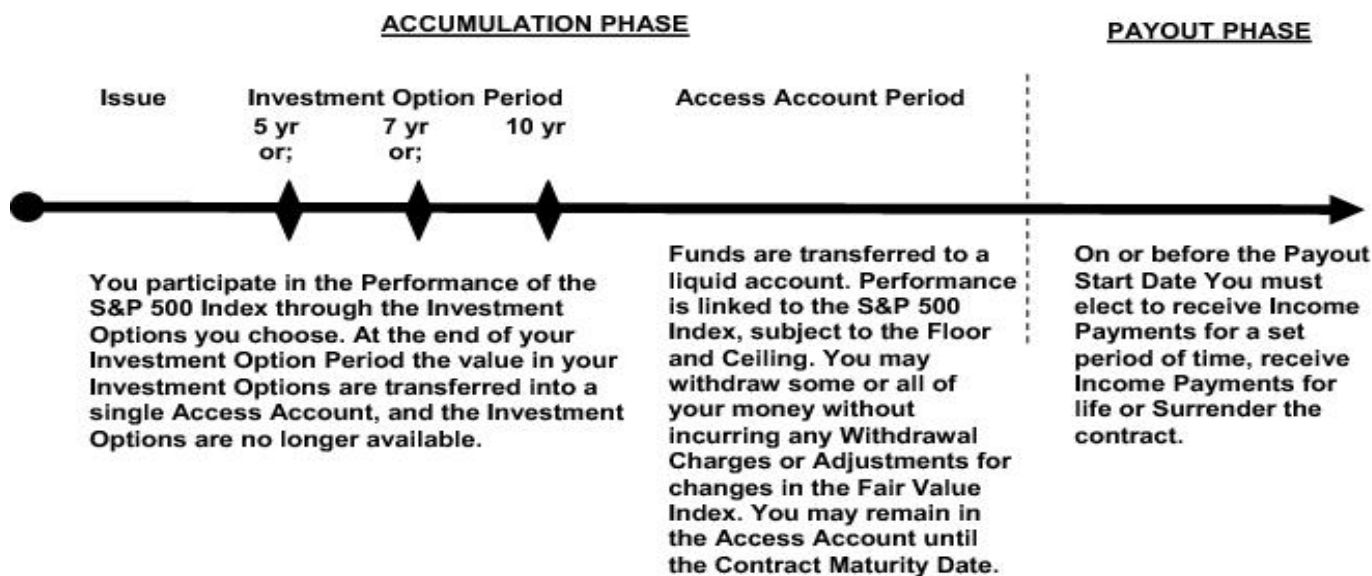 ACCUMULATION PHASE
PAYOUT PHASE
Issue
Investment Option Period
5 yr
or;
7 yr
or;
10 yr
Access Account Period
You participate in the Performance of the
S&P 500 Index through the Investment
Options you choose. At the end of your
Investment Option Period the value in your
Investment Options are transferred into a
single Access Account, and the Investment
Options are no longer available.
Funds are transferred to a
liquid account. Performance
is linked to the S&P 500
Index, subject to the Floor
and Ceiling. You may
withdraw some or all of
your money without
incurring any Withdrawal
Charges or Adjustments for
changes in the Fair Value
Index. You may remain in
the Access Account until
the Contract Maturity Date.
On or before the Payout
Start Date You must
elect to receive Income
Payments for a set
period of time, receive
Income Payments for
life or Surrender the
contract.